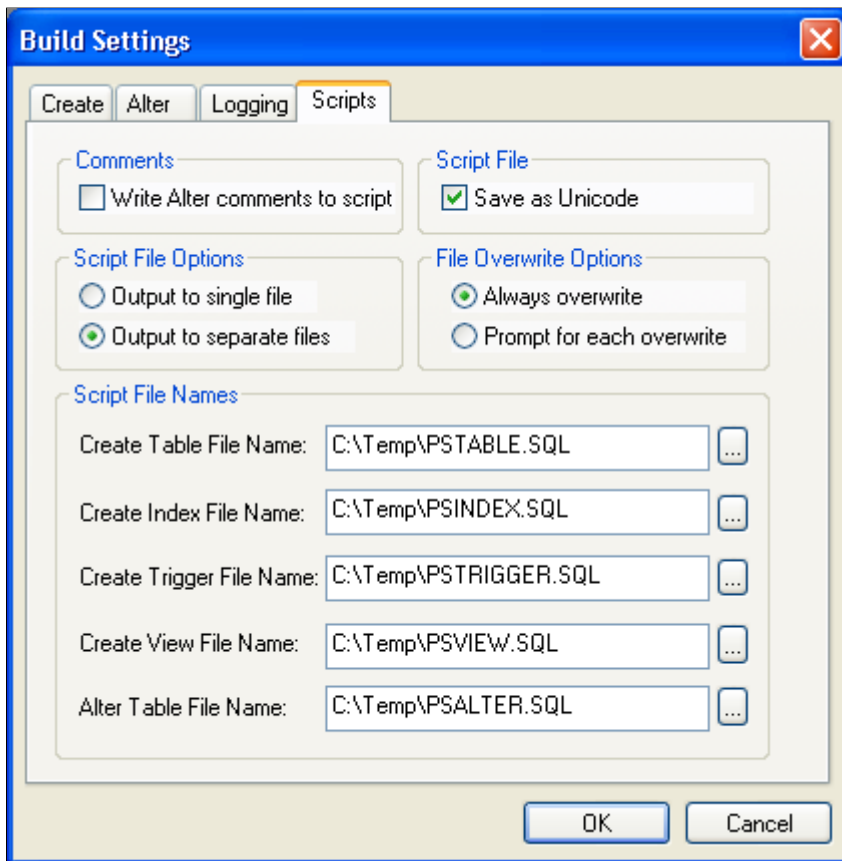 Build Settings
Create Alter Logging Scripts
Comments
Write Alter comments to script
Script File
Save as Unicode
Script File Options
Output to single file
Output to separate files
File Overwrite Options
Always overwrite
Prompt for each overwrite
Script File Names
Create Table File Name: C:\Temp\PSTABLE.SQL ...
Create Index File Name: C:\Temp\PSINDEX.SQL ...
Create Trigger File Name: C:\Temp\PSTRIGGER.SQL ...
Create View File Name: C:\Temp\PSVIEW.SQL ...
Alter Table File Name: C:\Temp\PSALTER.SQL ...
OK Cancel